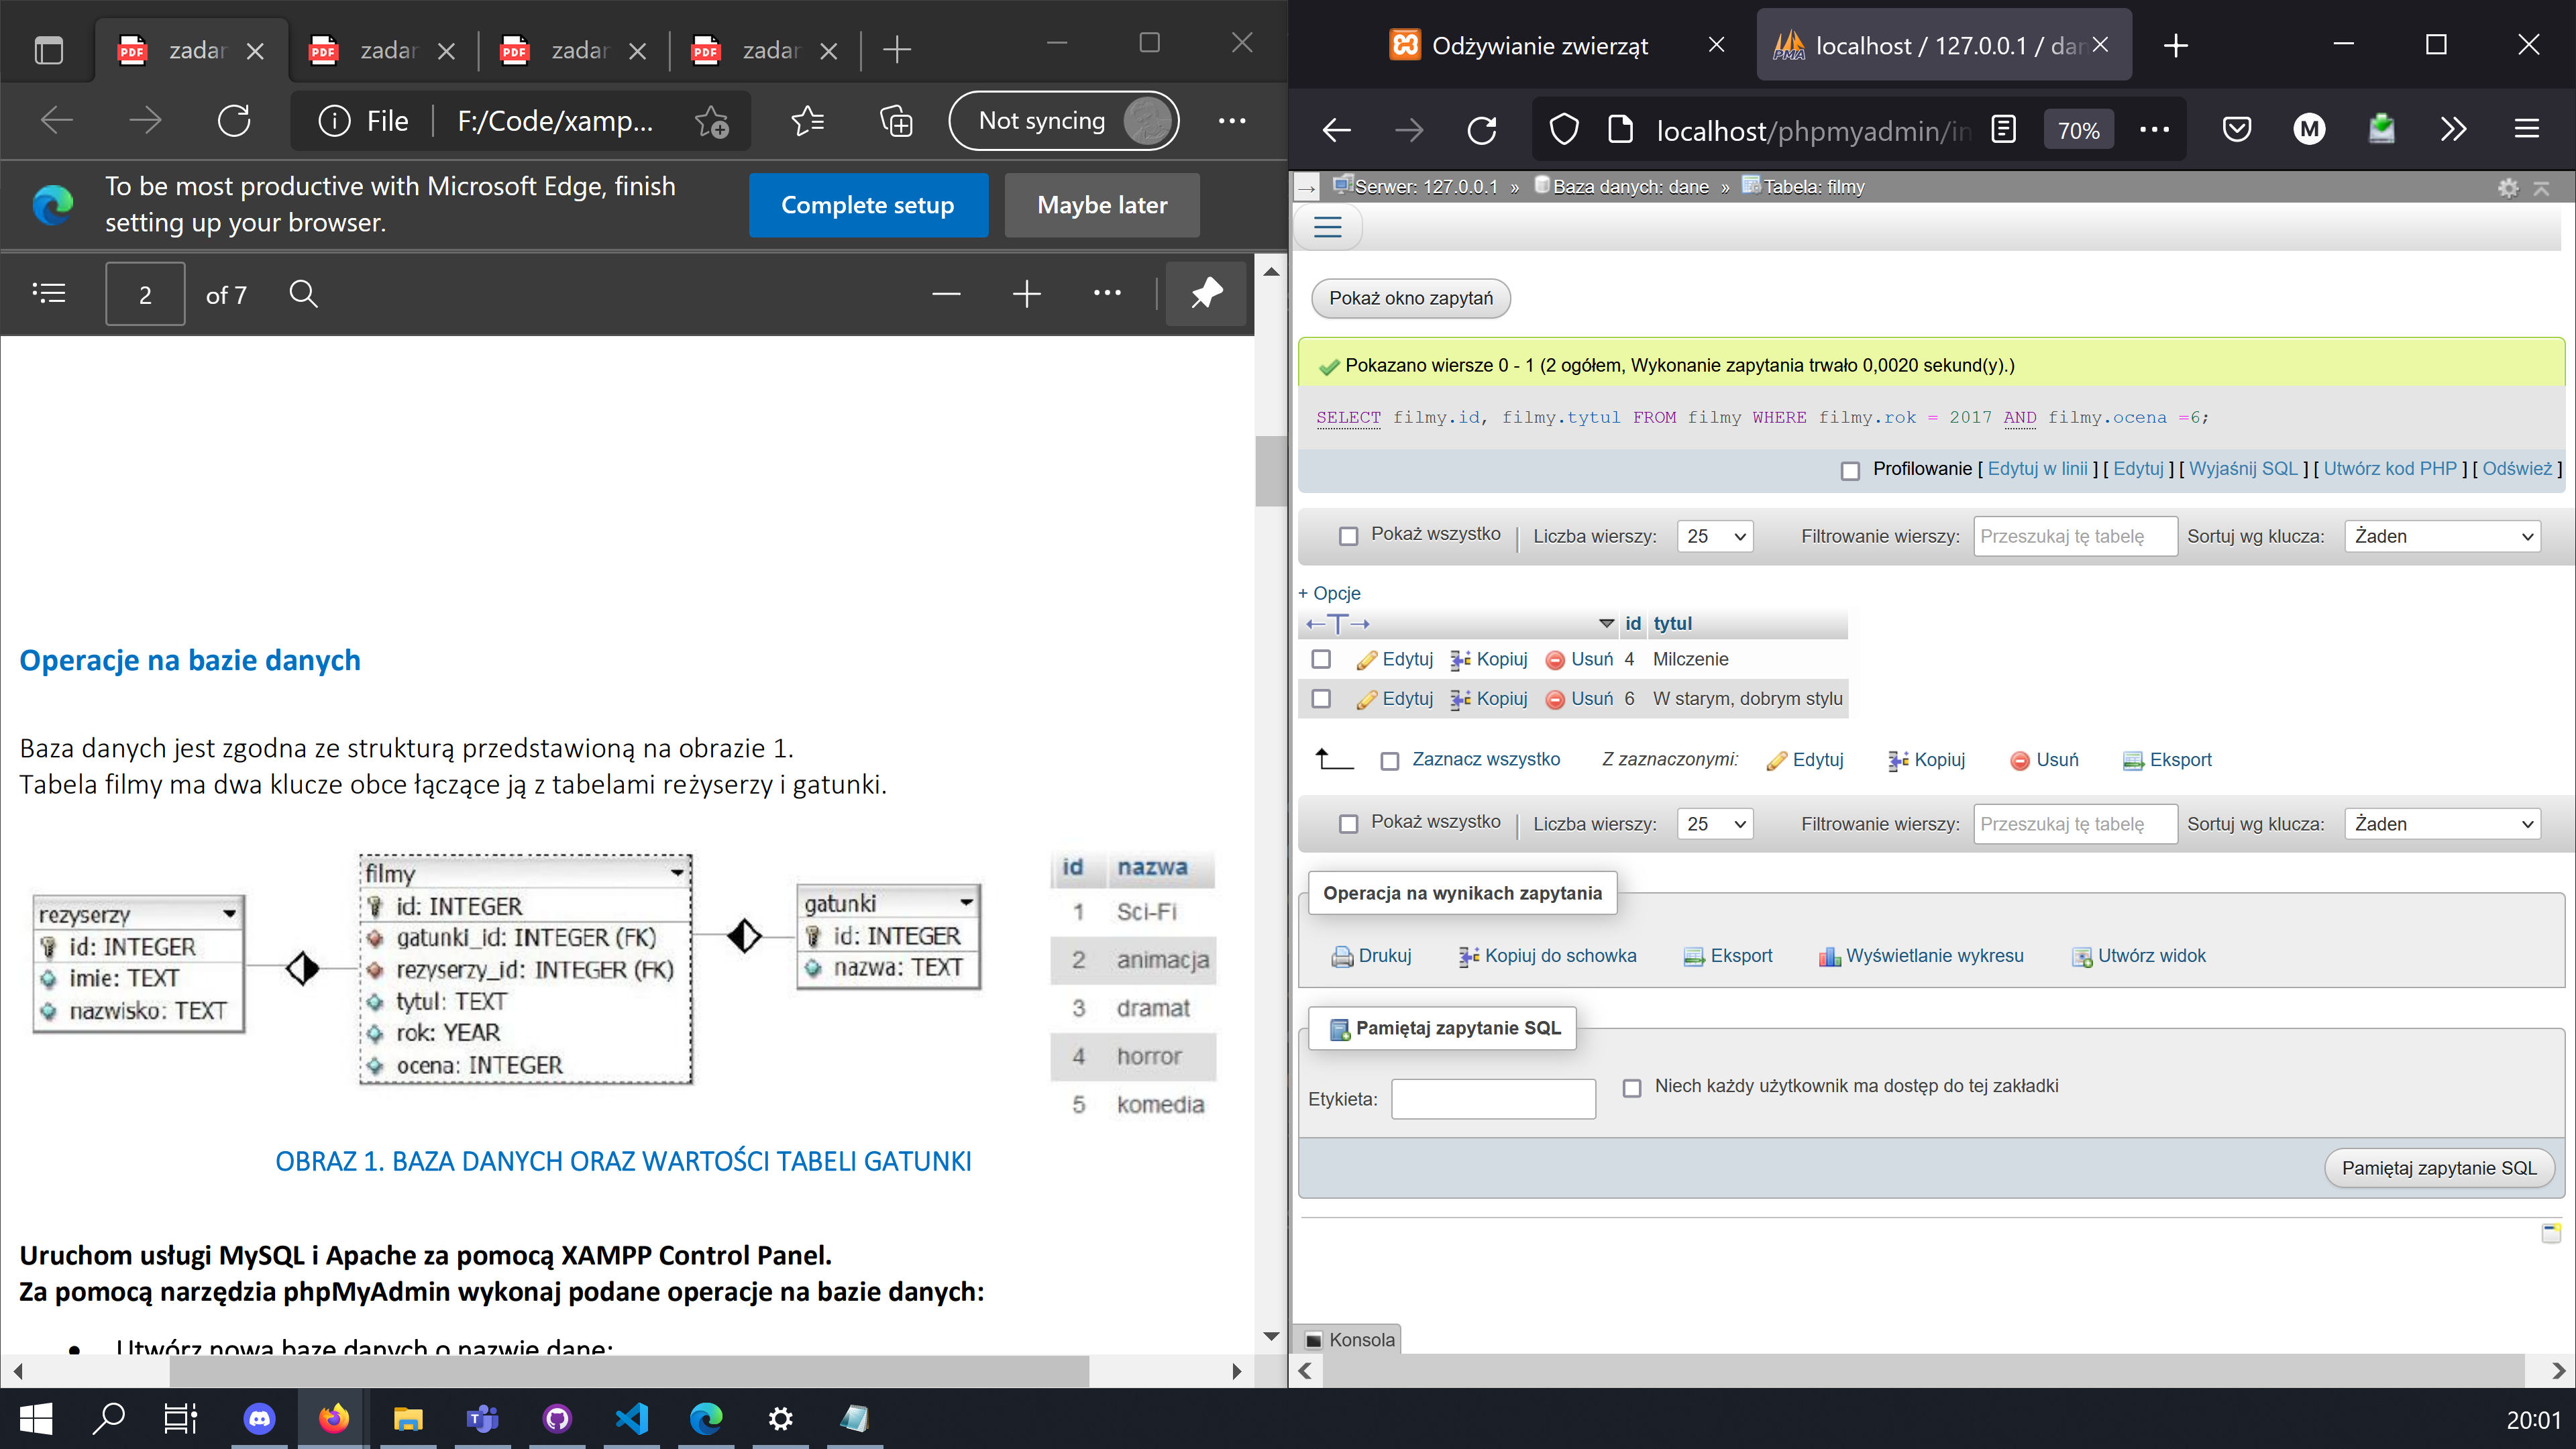 zadar
zadar
zadar
zadar
File
F:/Code/xamp...
Not syncing
To be most productive with Microsoft Edge, finish
setting up your browser.
Complete setup
Maybe later
2
of 7
Operacje na bazie danych
Baza danych jest zgodna ze strukturą przedstawioną na obrazie 1.
Tabela filmy ma dwa klucze obce łączące ją z tabelami reżyserzy i gatunki.
rezyserzy
id: INTEGER
imie: TEXT
nazwisko: TEXT
filmy
id: INTEGER
gatunki_id: INTEGER (FK)
rezyserzy_id: INTEGER (FK)
tytul: TEXT
rok: YEAR
ocena: INTEGER
gatunki
id: INTEGER
nazwa: TEXT
id nazwa
1 Sci-Fi
2 animacja
3 dramat
4 horror
5 komedia
OBRAZ 1. BAZA DANYCH ORAZ WARTOŚCI TABELI GATUNKI
Uruchom usługi MySQL i Apache za pomocą XAMPP Control Panel.
Za pomocą narzędzia phpMyAdmin wykonaj podane operacje na bazie danych:
• Utwórz nową bazę danych o nazwie dane;
Odżywianie zwierząt
localhost / 127.0.0.1 / dan
localhost/phpmyadmin/in
70%
Serwer: 127.0.0.1 » Baza danych: dane » Tabela: filmy
Pokaż okno zapytań
Pokazano wiersze 0 - 1 (2 ogółem, Wykonanie zapytania trwało 0,0020 sekund(y).)
SELECT filmy.id, filmy.tytul FROM filmy WHERE filmy.rok = 2017 AND filmy.ocena =6;
Profilowanie [ Edytuj w linii ] [ Edytuj ] [ Wyjaśnij SQL ] [ Utwórz kod PHP ] [ Odśwież ]
Pokaż wszystko | Liczba wierszy: 25 Filtrowanie wierszy: Przeszukaj tę tabelę Sortuj wg klucza: Żaden
+ Opcje
←T→ id tytul
Edytuj Kopiuj Usuń 4 Milczenie
Edytuj Kopiuj Usuń 6 W starym, dobrym stylu
Zaznacz wszystko Z zaznaczonymi: Edytuj Kopiuj Usuń Eksport
Pokaż wszystko | Liczba wierszy: 25 Filtrowanie wierszy: Przeszukaj tę tabelę Sortuj wg klucza: Żaden
Operacja na wynikach zapytania
Drukuj Kopiuj do schowka Eksport Wyświetlanie wykresu Utwórz widok
Pamiętaj zapytanie SQL
Etykieta: Niech każdy użytkownik ma dostęp do tej zakładki
Pamiętaj zapytanie SQL
Konsola
20:01